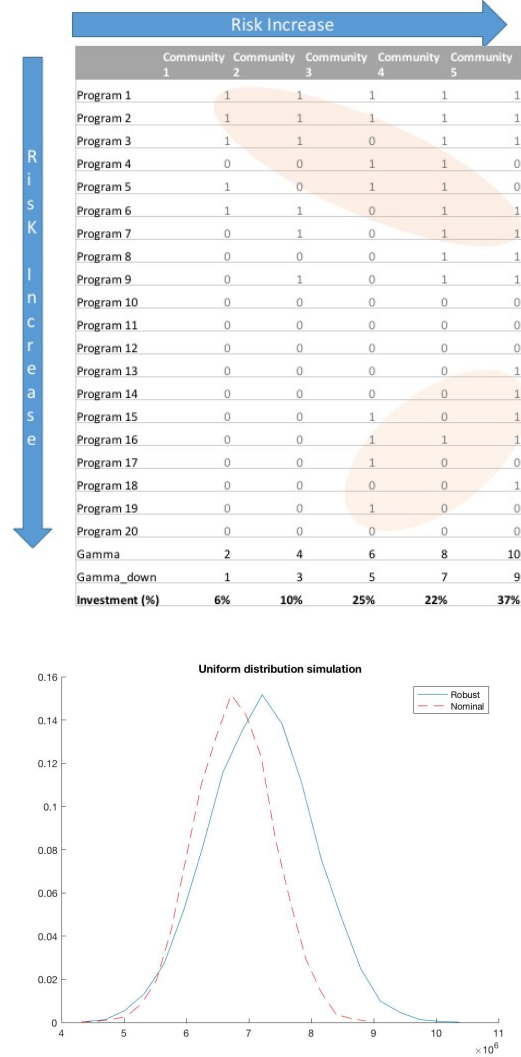 Risk Increase
RisK Increase
Community 1 Community 2 Community 3 Community 4 Community 5
Program 1 1 1 1 1 1
Program 2 1 1 1 1 1
Program 3 1 1 0 1 1
Program 4 0 0 1 1 0
Program 5 1 0 1 1 0
Program 6 1 1 0 1 1
Program 7 0 1 0 1 1
Program 8 0 0 0 1 1
Program 9 0 1 0 1 1
Program 10 0 0 0 0 0
Program 11 0 0 0 0 0
Program 12 0 0 0 0 0
Program 13 0 0 0 0 1
Program 14 0 0 0 0 1
Program 15 0 0 1 0 1
Program 16 0 0 1 1 1
Program 17 0 0 1 0 0
Program 18 0 0 0 0 1
Program 19 0 0 1 0 0
Program 20 0 0 0 0 0
Gamma 2 4 6 8 10
Gamma_down 1 3 5 7 9
Investment (%) 6% 10% 25% 22% 37%
Uniform distribution simulation
0.16
0.14
0.12
0.1
0.08
0.06
0.04
0.02
0
Robust
Nominal
4 5 6 7 8 9 10 11
×10^6